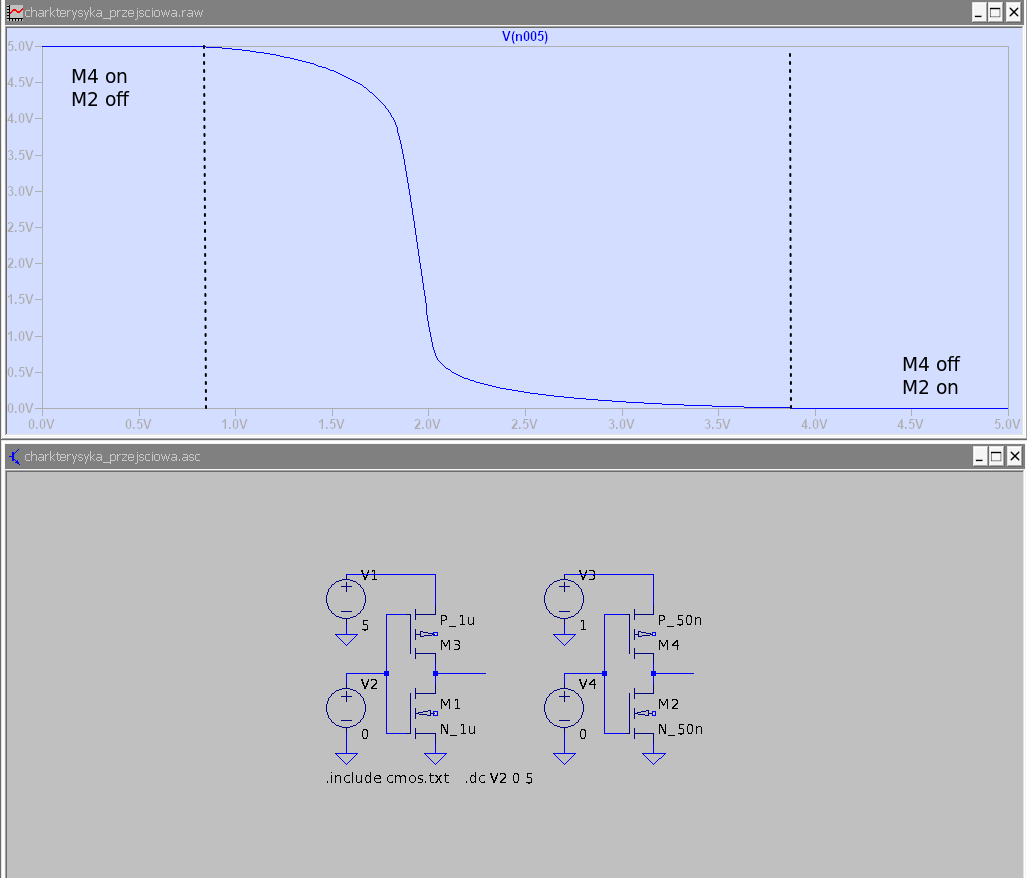 charkterysyka_przejsciowa.raw
V(n005)
5.0V
4.5V
4.0V
3.5V
3.0V
2.5V
2.0V
1.5V
1.0V
0.5V
0.0V
M4 on
M2 off
M4 off
M2 on
0.0V 0.5V 1.0V 1.5V 2.0V 2.5V 3.0V 3.5V 4.0V 4.5V 5.0V
charkterysyka_przejsciowa.asc
V1
5
P_1u
M3
V2
0
M1
N_1u
V3
1
P_50n
M4
V4
0
M2
N_50n
.include cmos.txt .dc V2 0 5